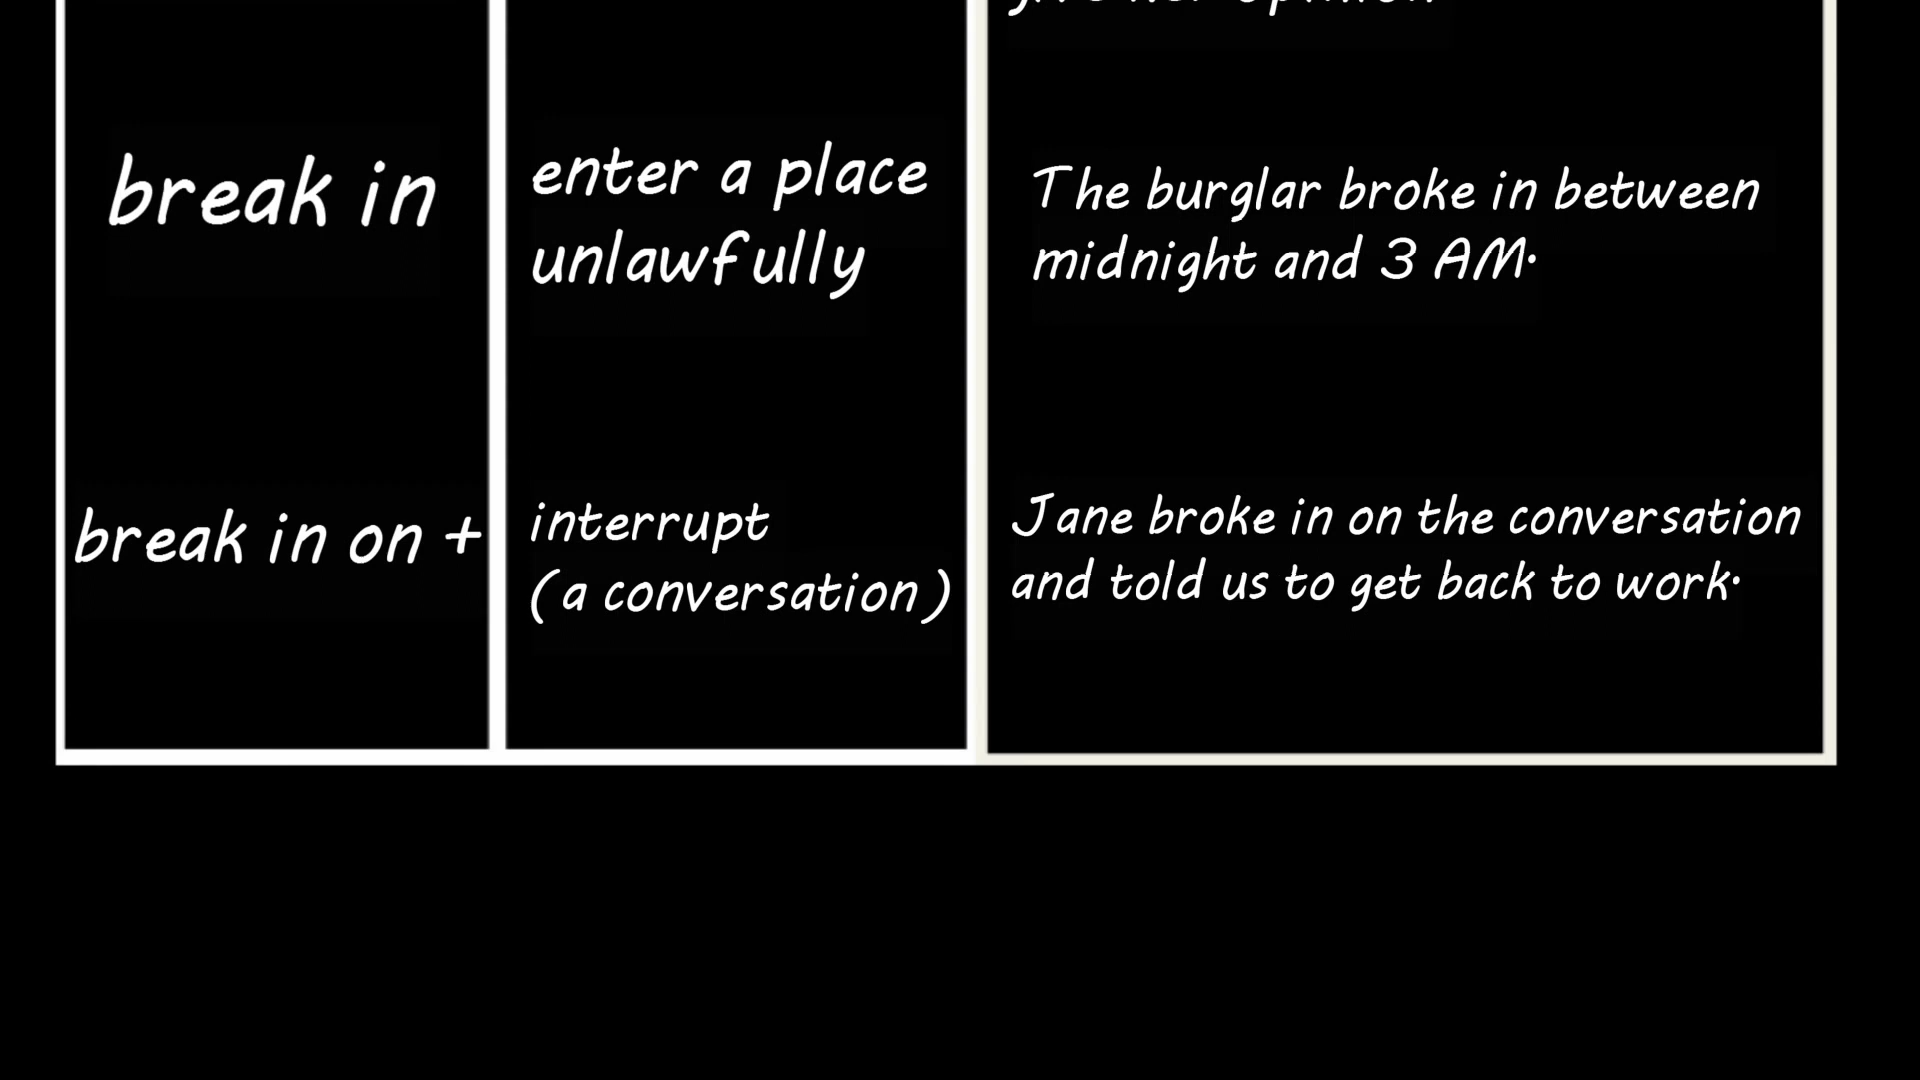 break in
enter a place
unlawfully
The burglar broke in between
midnight and 3 AM.
break in on +
interrupt
(a conversation)
Jane broke in on the conversation
and told us to get back to work.